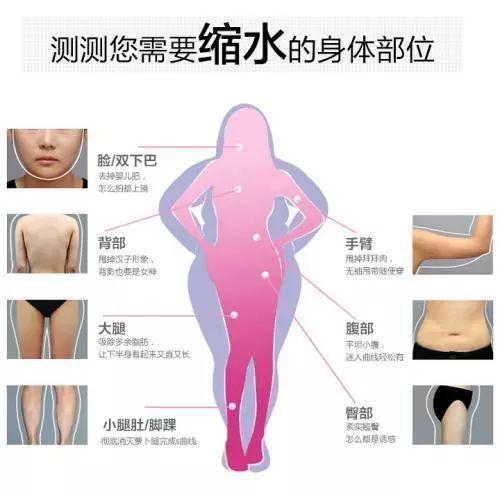 测测您需要缩水的身体部位
脸/双下巴
去掉婴儿肥,
怎么拍都上镜
背部
甩掉汉子形象,
背影也要是女神
大腿
吸除多余脂肪,
让下半身看起来又直又长
小腿肚/脚踝
彻底消灭萝卜腿完成s曲线
手臂
甩掉拜拜肉,
无袖吊带随便穿
腹部
平坦小腹,
迷人曲线轻松有
臀部
紧实翘臀
怎么都是诱惑